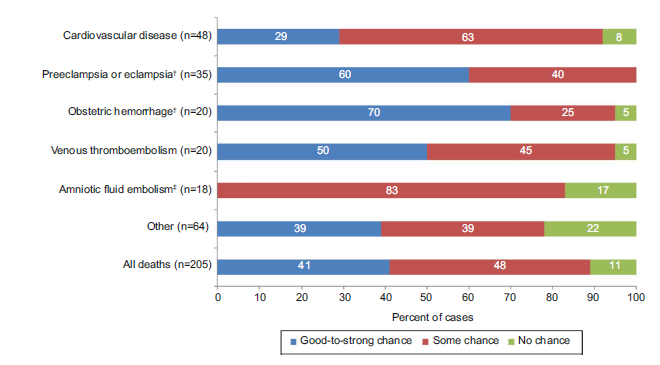 Cardiovascular disease (n=48) 29 63 8
Preeclampsia or eclampsia† (n=35) 60 40
Obstetric hemorrhage† (n=20) 70 25 5
Venous thromboembolism (n=20) 50 45 5
Amniotic fluid embolism‡ (n=18) 83 17
Other (n=64) 39 39 22
All deaths (n=205) 41 48 11
0 10 20 30 40 50 60 70 80 90 100
Percent of cases
Good-to-strong chance Some chance No chance